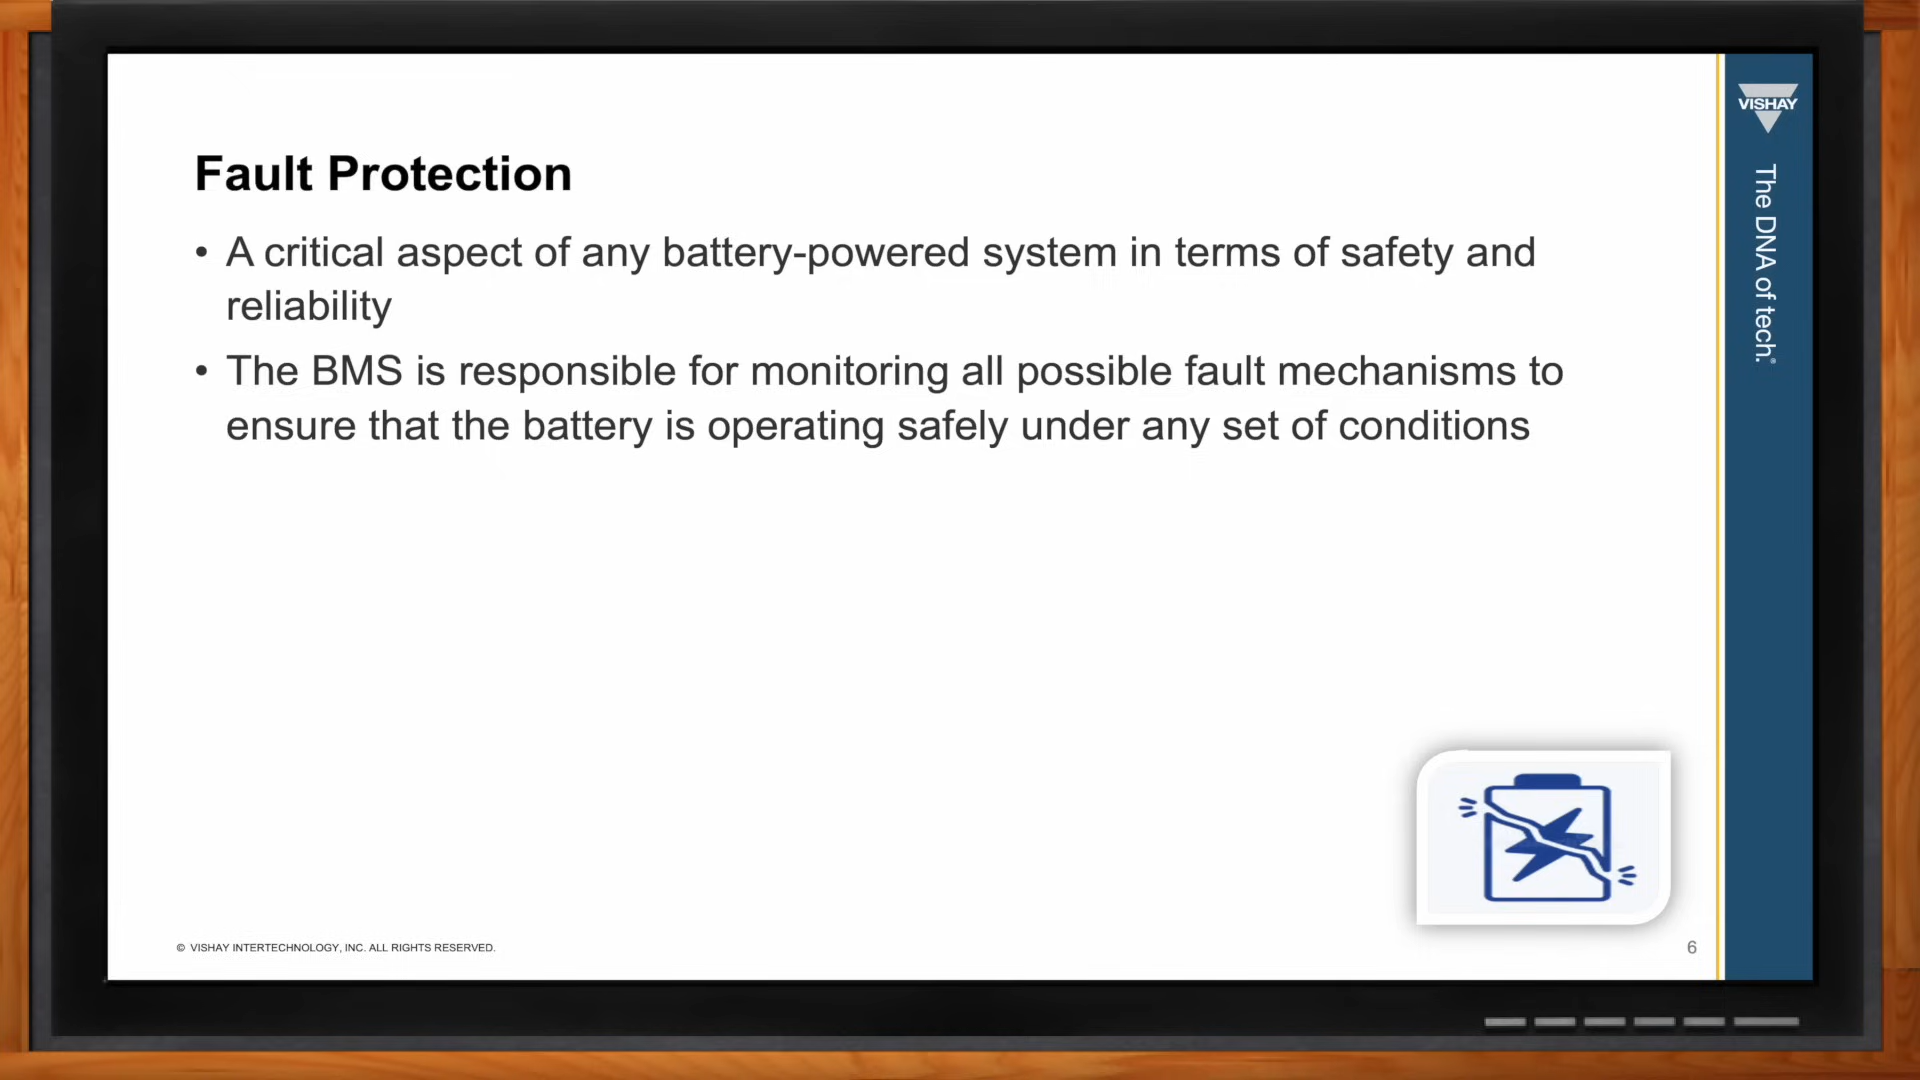 Fault Protection
• A critical aspect of any battery-powered system in terms of safety and
reliability
• The BMS is responsible for monitoring all possible fault mechanisms to
ensure that the battery is operating safely under any set of conditions
© VISHAY INTERTECHNOLOGY, INC. ALL RIGHTS RESERVED.
6
VISHAY
The DNA of tech.®